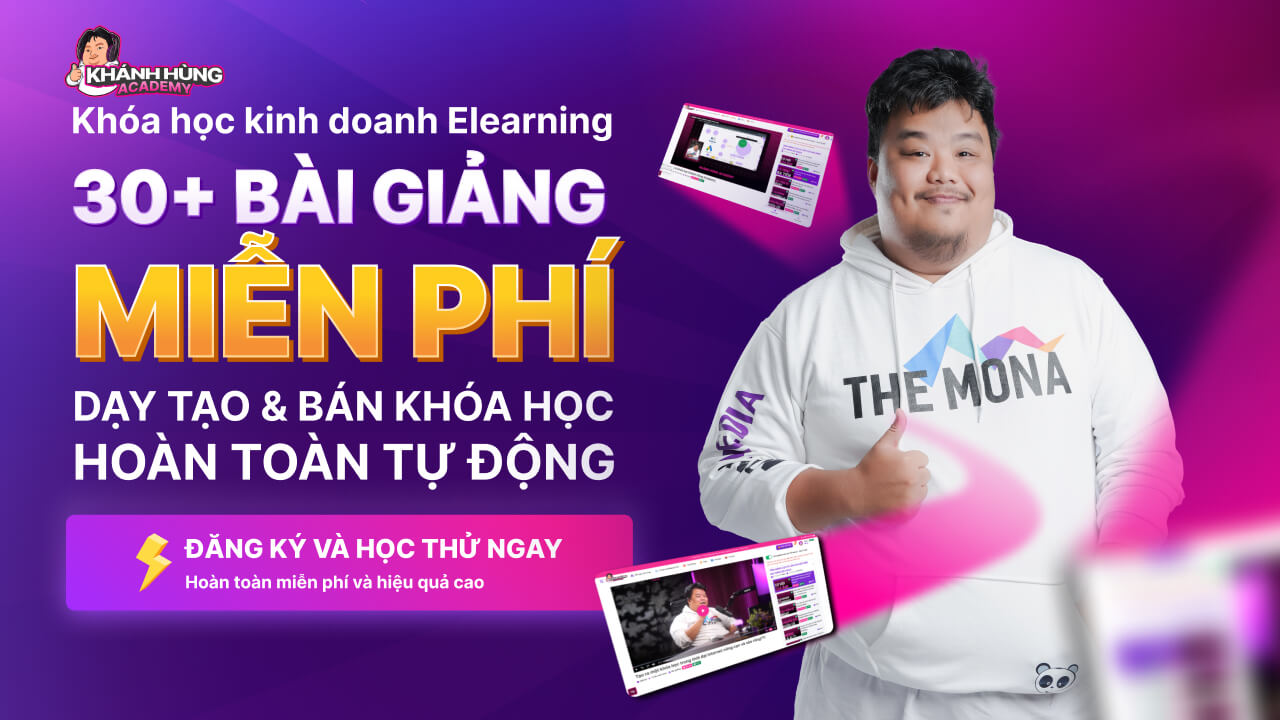 KHÁNH HÙNG
ACADEMY
Khóa học kinh doanh Elearning
30+ BÀI GIẢNG
MIỄN PHÍ
DẠY TẠO & BÁN KHÓA HỌC
HOÀN TOÀN TỰ ĐỘNG
ĐĂNG KÝ VÀ HỌC THỬ NGAY
Hoàn toàn miễn phí và hiệu quả cao
THE MONA
MEDIA